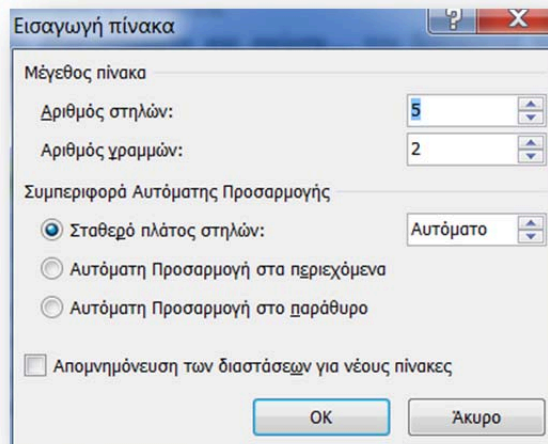 Εισαγωγή πίνακα
Μέγεθος πίνακα
Αριθμός στηλών: 5
Αριθμός γραμμών: 2
Συμπεριφορά Αυτόματης Προσαρμογής
Σταθερό πλάτος στηλών: Αυτόματο
Αυτόματη Προσαρμογή στα περιεχόμενα
Αυτόματη Προσαρμογή στο παράθυρο
Απομνημόνευση των διαστάσεων για νέους πίνακες
OK Άκυρο